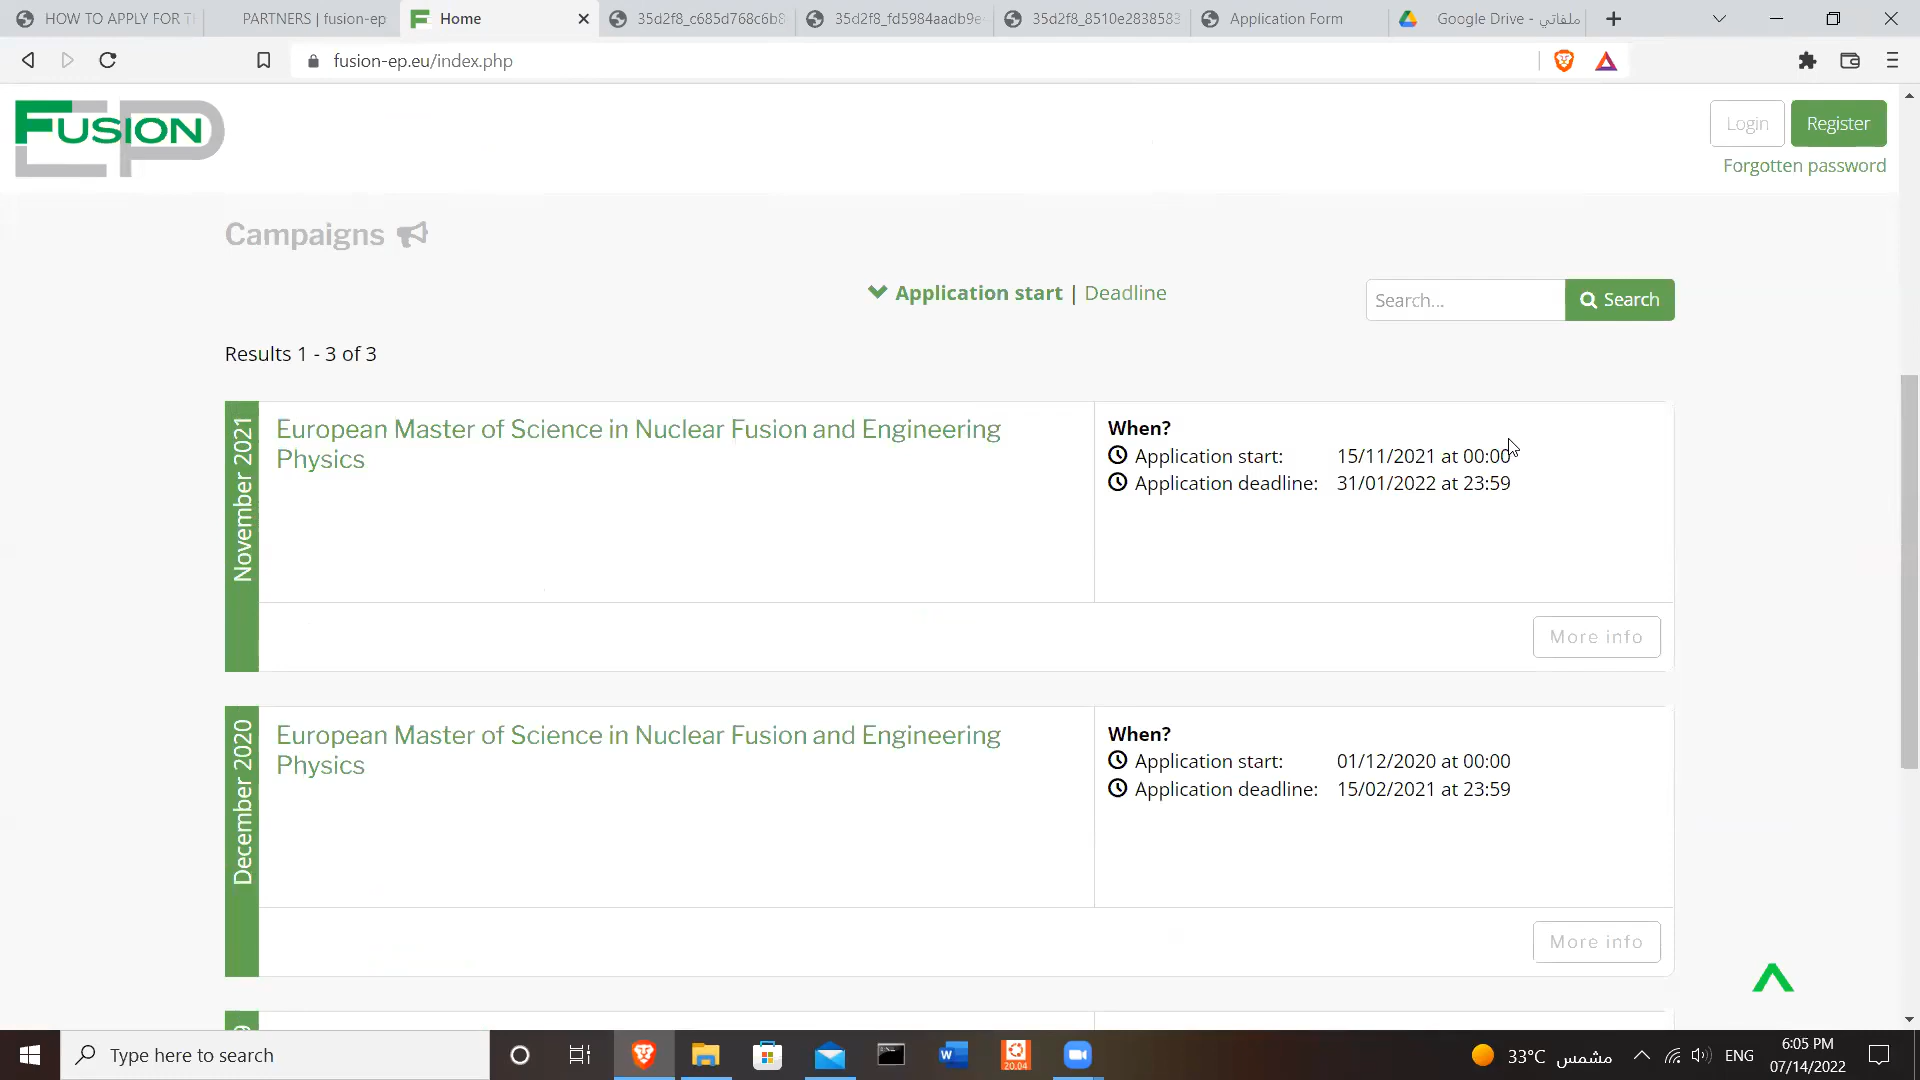 HOW TO APPLY FOR T
PARTNERS | fusion-ep
Home
35d2f8_c685d768c6b8
35d2f8_fd5984aadb9e
35d2f8_8510e2838583
Application Form
ملفاتي - Google Drive
fusion-ep.eu/index.php
FUSION
EP
Login
Register
Forgotten password
Campaigns
Application start | Deadline
Search...
Search
Results 1 - 3 of 3
November 2021
European Master of Science in Nuclear Fusion and Engineering
Physics
When?
Application start: 15/11/2021 at 00:00
Application deadline: 31/01/2022 at 23:59
More info
December 2020
European Master of Science in Nuclear Fusion and Engineering
Physics
When?
Application start: 01/12/2020 at 00:00
Application deadline: 15/02/2021 at 23:59
More info
Type here to search
W
20.04
33°C مشمس
ENG
6:05 PM
07/14/2022